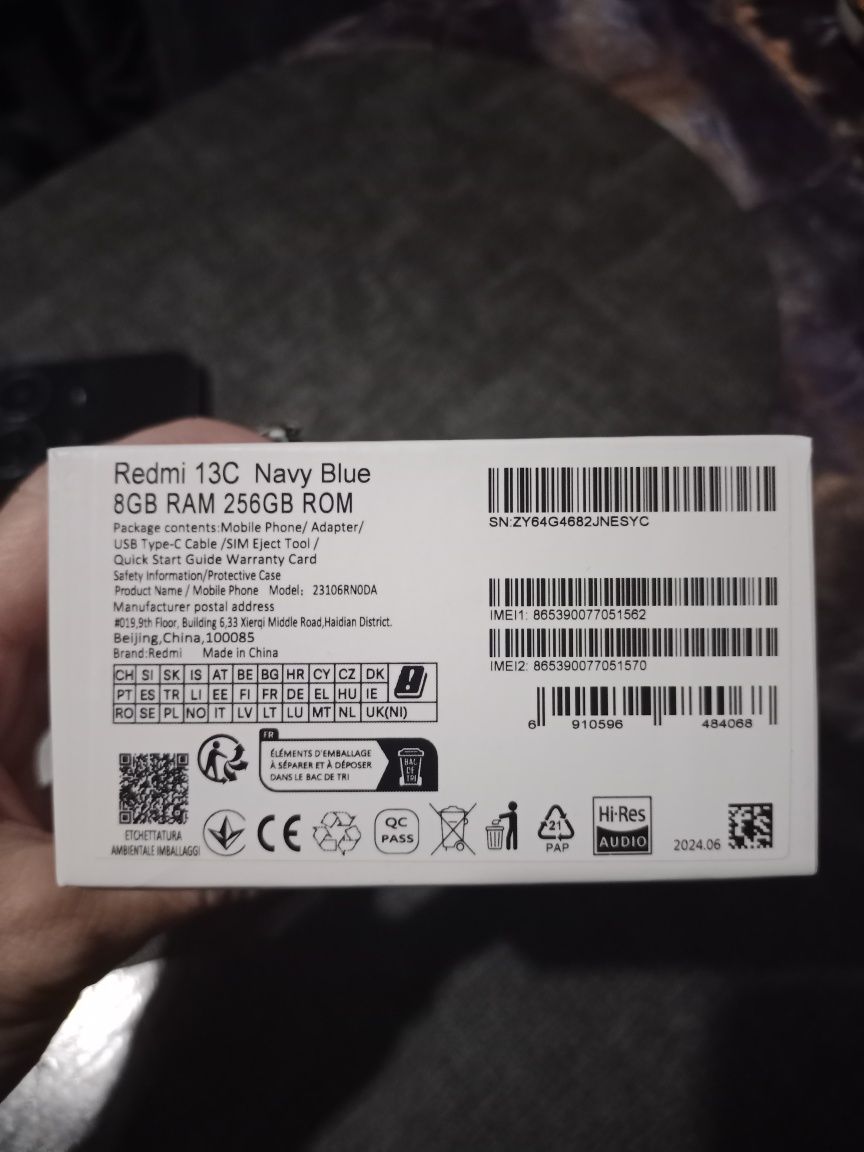 Redmi 13C Navy Blue
8GB RAM 256GB ROM
Package contents:Mobile Phone/ Adapter/
USB Type-C Cable /SIM Eject Tool /
Quick Start Guide Warranty Card
Safety Information/Protective Case
Product Name / Mobile Phone Model: 23106RN0DA
Manufacturer postal address
#019,9th Floor, Building 6,33 Xierqi Middle Road,Haidian District.
Beijing,China,100085
Brand:Redmi Made in China
CH SI SK IS AT BE BG HR CY CZ DK
PT ES TR LI EE FI FR DE EL HU IE
RO SE PL NO IT LV LT LU MT NL UK(NI)
SN:ZY64G4682JNESYC
IMEI1: 865390077051562
IMEI2: 865390077051570
6 910596 484068
FR
ÉLÉMENTS D'EMBALLAGE
À SÉPARER ET À DÉPOSER
DANS LE BAC DE TRI
BAC
DE
TRI
ETCHETTATURA
AMBIENTALE IMBALLAGGI
CE
QC
PASS
21
PAP
Hi-Res
AUDIO
2024.06